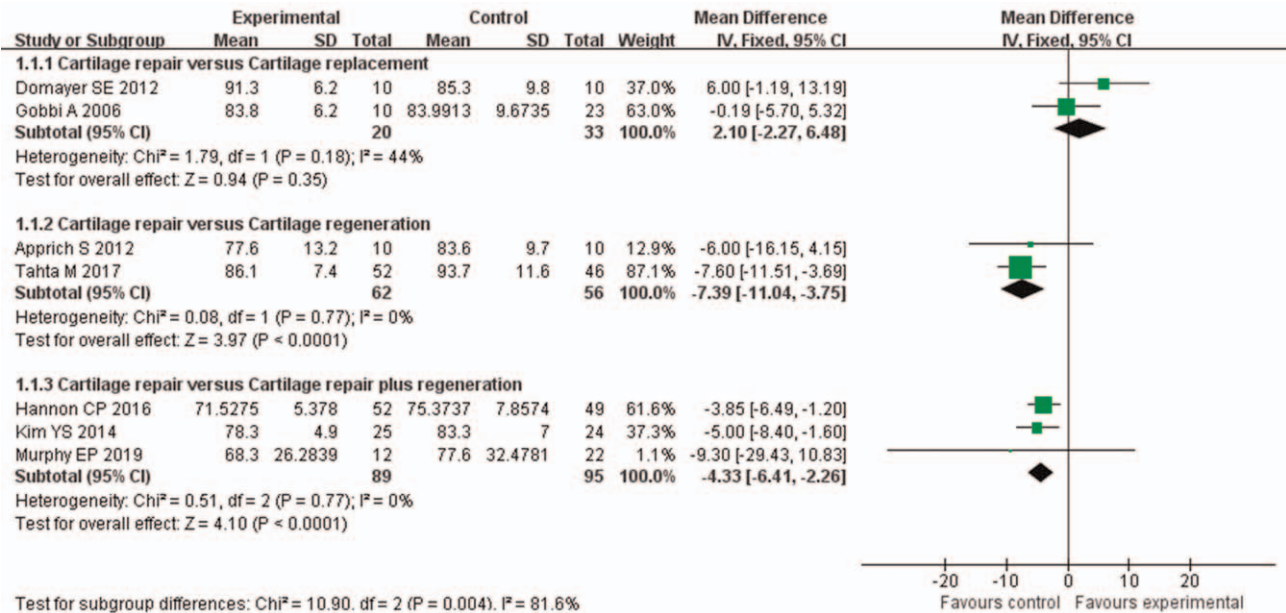 Experimental Control Mean Difference Mean Difference
Study or Subgroup Mean SD Total Mean SD Total Weight IV, Fixed, 95% CI IV, Fixed, 95% CI
1.1.1 Cartilage repair versus Cartilage replacement
Domayer SE 2012 91.3 6.2 10 85.3 9.8 10 37.0% 6.00 [-1.19, 13.19]
Gobbi A 2006 83.8 6.2 10 83.9913 9.6735 23 63.0% -0.19 [-5.70, 5.32]
Subtotal (95% CI) 20 33 100.0% 2.10 [-2.27, 6.48]
Heterogeneity: Chi² = 1.79, df = 1 (P = 0.18); I² = 44%
Test for overall effect: Z = 0.94 (P = 0.35)
1.1.2 Cartilage repair versus Cartilage regeneration
Apprich S 2012 77.6 13.2 10 83.6 9.7 10 12.9% -6.00 [-16.15, 4.15]
Tahta M 2017 86.1 7.4 52 93.7 11.6 46 87.1% -7.60 [-11.51, -3.69]
Subtotal (95% CI) 62 56 100.0% -7.39 [-11.04, -3.75]
Heterogeneity: Chi² = 0.08, df = 1 (P = 0.77); I² = 0%
Test for overall effect: Z = 3.97 (P < 0.0001)
1.1.3 Cartilage repair versus Cartilage repair plus regeneration
Hannon CP 2016 71.5275 5.378 52 75.3737 7.8574 49 61.6% -3.85 [-6.49, -1.20]
Kim YS 2014 78.3 4.9 25 83.3 7 24 37.3% -5.00 [-8.40, -1.60]
Murphy EP 2019 68.3 26.2839 12 77.6 32.4781 22 1.1% -9.30 [-29.43, 10.83]
Subtotal (95% CI) 89 95 100.0% -4.33 [-6.41, -2.26]
Heterogeneity: Chi² = 0.51, df = 2 (P = 0.77); I² = 0%
Test for overall effect: Z = 4.10 (P < 0.0001)
-20 -10 0 10 20
Favours control Favours experimental
Test for subgroup differences: Chi² = 10.90, df = 2 (P = 0.004), I² = 81.6%